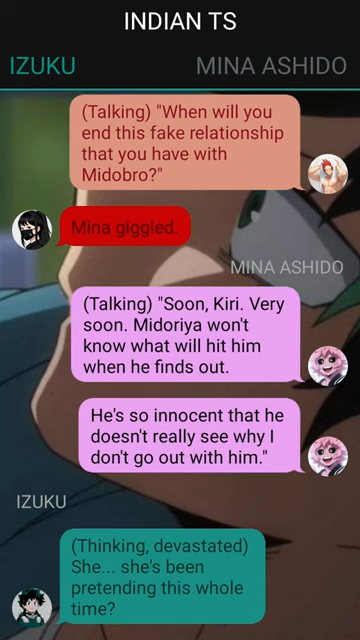 INDIAN TS
IZUKU
MINA ASHIDO
(Talking) "When will you
end this fake relationship
that you have with
Midobro?"
Mina giggled.
MINA ASHIDO
(Talking) "Soon, Kiri. Very
soon. Midoriya won't
know what will hit him
when he finds out.
He's so innocent that he
doesn't really see why I
don't go out with him."
IZUKU
(Thinking, devastated)
She... she's been
pretending this whole
time?